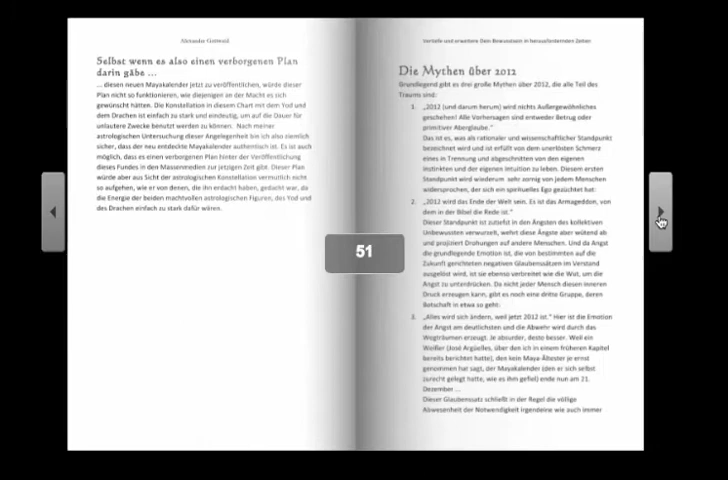 Alexander Gottwald
Selbst wenn es also einen verborgenen Plan
darin gäbe ...
... diesen neuen Mayakalender jetzt zu veröffentlichen, würde dieser
Plan nicht so funktionieren, wie diejenigen an der Macht es sich
gewünscht hätten. Die Konstellation in diesem Chart mit dem Yod und
dem Drachen ist einfach zu stark und eindeutig, um auf die Dauer für
unlautere Zwecke benutzt werden zu können. Nach meiner
astrologischen Untersuchung dieser Angelegenheit bin ich also ziemlich
sicher, dass der neu entdeckte Mayakalender authentisch ist. Es ist auch
möglich, dass es einen verborgenen Plan hinter der Veröffentlichung
dieses Fundes in den Massenmedien zur jetzigen Zeit gibt. Dieser Plan
würde aber aus Sicht der astrologischen Konstellation vermutlich nicht
so aufgehen, wie er von denen, die ihn erdacht haben, gedacht war, da
die Energie der beiden machtvollen astrologischen Figuren, des Yod und
des Drachen einfach zu stark dafür wären.
Vertiefe und erweitere Dein Bewusstsein in herausfordernden Zeiten
Die Mythen über 2012
Grundlegend gibt es drei große Mythen über 2012, die alle Teil des
Traums sind:
1. „2012 (und darum herum) wird nichts Außergewöhnliches
geschehen! Alle Vorhersagen sind entweder Betrug oder
primitiver Aberglaube."
Das ist es, was als rationaler und wissenschaftlicher Standpunkt
bezeichnet wird und ist erfüllt von dem unerlösten Schmerz
eines in Trennung und abgeschnitten von den eigenen
Instinkten und der eigenen Intuition zu leben. Diesem ersten
Standpunkt wird wiederum sehr zornig von jedem Menschen
widersprochen, der sich ein spirituelles Ego gezüchtet hat:
2. „2012 wird das Ende der Welt sein. Es ist das Armageddon, von
dem in der Bibel die Rede ist."
Dieser Standpunkt ist zutiefst in den Ängsten des kollektiven
Unbewussten verwurzelt, wehrt diese Ängste aber wütend ab
und projiziert Drohungen auf andere Menschen. Und da Angst
die grundlegende Emotion ist, die von bestimmten auf die
Zukunft gerichteten negativen Glaubenssätzen im Verstand
ausgelöst wird, ist sie ebenso verbreitet wie die Wut, um die
Angst zu unterdrücken. Da nicht jeder Mensch diesen inneren
Druck erzeugen kann, gibt es noch eine dritte Gruppe, deren
Botschaft in etwa so geht:
3. „Alles wird sich ändern, weil jetzt 2012 ist." Hier ist die Emotion
der Angst am deutlichsten und die Abwehr wird durch das
Wegträumen erzeugt. Je absurder, desto besser. Weil ein
Weißer (José Argüelles, über den ich in einem früheren Kapitel
bereits berichtet hatte), den kein Maya-Ältester je ernst
genommen hat sagt, der Mayakalender (den er sich selbst
zurecht gelegt hatte, wie es ihm gefiel) ende nun am 21.
Dezember ...
Dieser Glaubenssatz schließt in der Regel die völlige
Abwesenheit der Notwendigkeit irgendeine wie auch immer
51